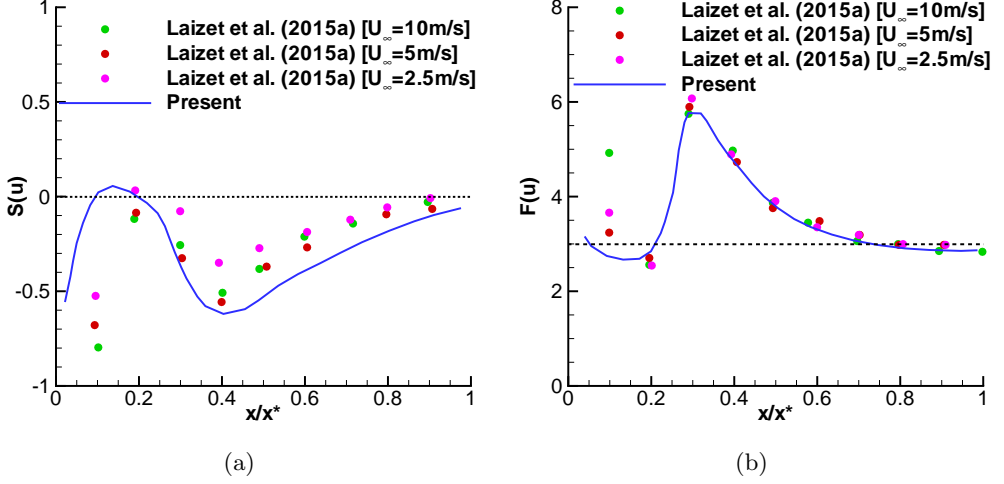 Laizet et al. (2015a) [U∞=10m/s]
Laizet et al. (2015a) [U∞=5m/s]
Laizet et al. (2015a) [U∞=2.5m/s]
Present
1
0.5
0
-0.5
-1
S(u)
0 0.2 0.4 0.6 0.8 1
x/x*
(a)
Laizet et al. (2015a) [U∞=10m/s]
Laizet et al. (2015a) [U∞=5m/s]
Laizet et al. (2015a) [U∞=2.5m/s]
Present
8
6
4
2
F(u)
0 0.2 0.4 0.6 0.8 1
x/x*
(b)